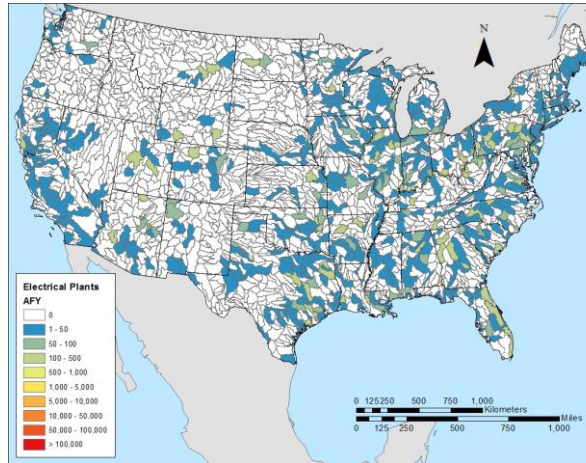 N
Electrical Plants
AFY
0
1 - 50
50 - 100
100 - 500
500 - 1,000
1,000 - 5,000
5,000 - 10,000
10,000 - 50,000
50,000 - 100,000
> 100,000
0 125 250 500 750 1,000
Kilometers
Miles
0 125 250 500 750 1,000